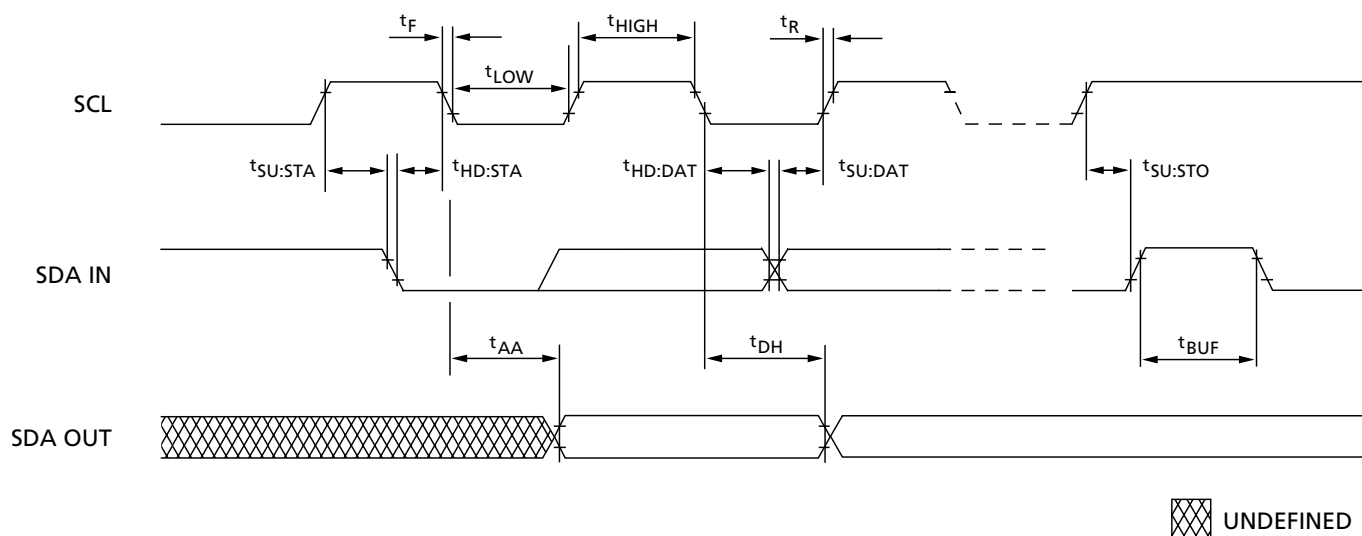 tF
tHIGH
tR
tLOW
SCL
tSU:STA
tHD:STA
tHD:DAT
tSU:DAT
tSU:STO
SDA IN
tAA
tDH
tBUF
SDA OUT
UNDEFINED